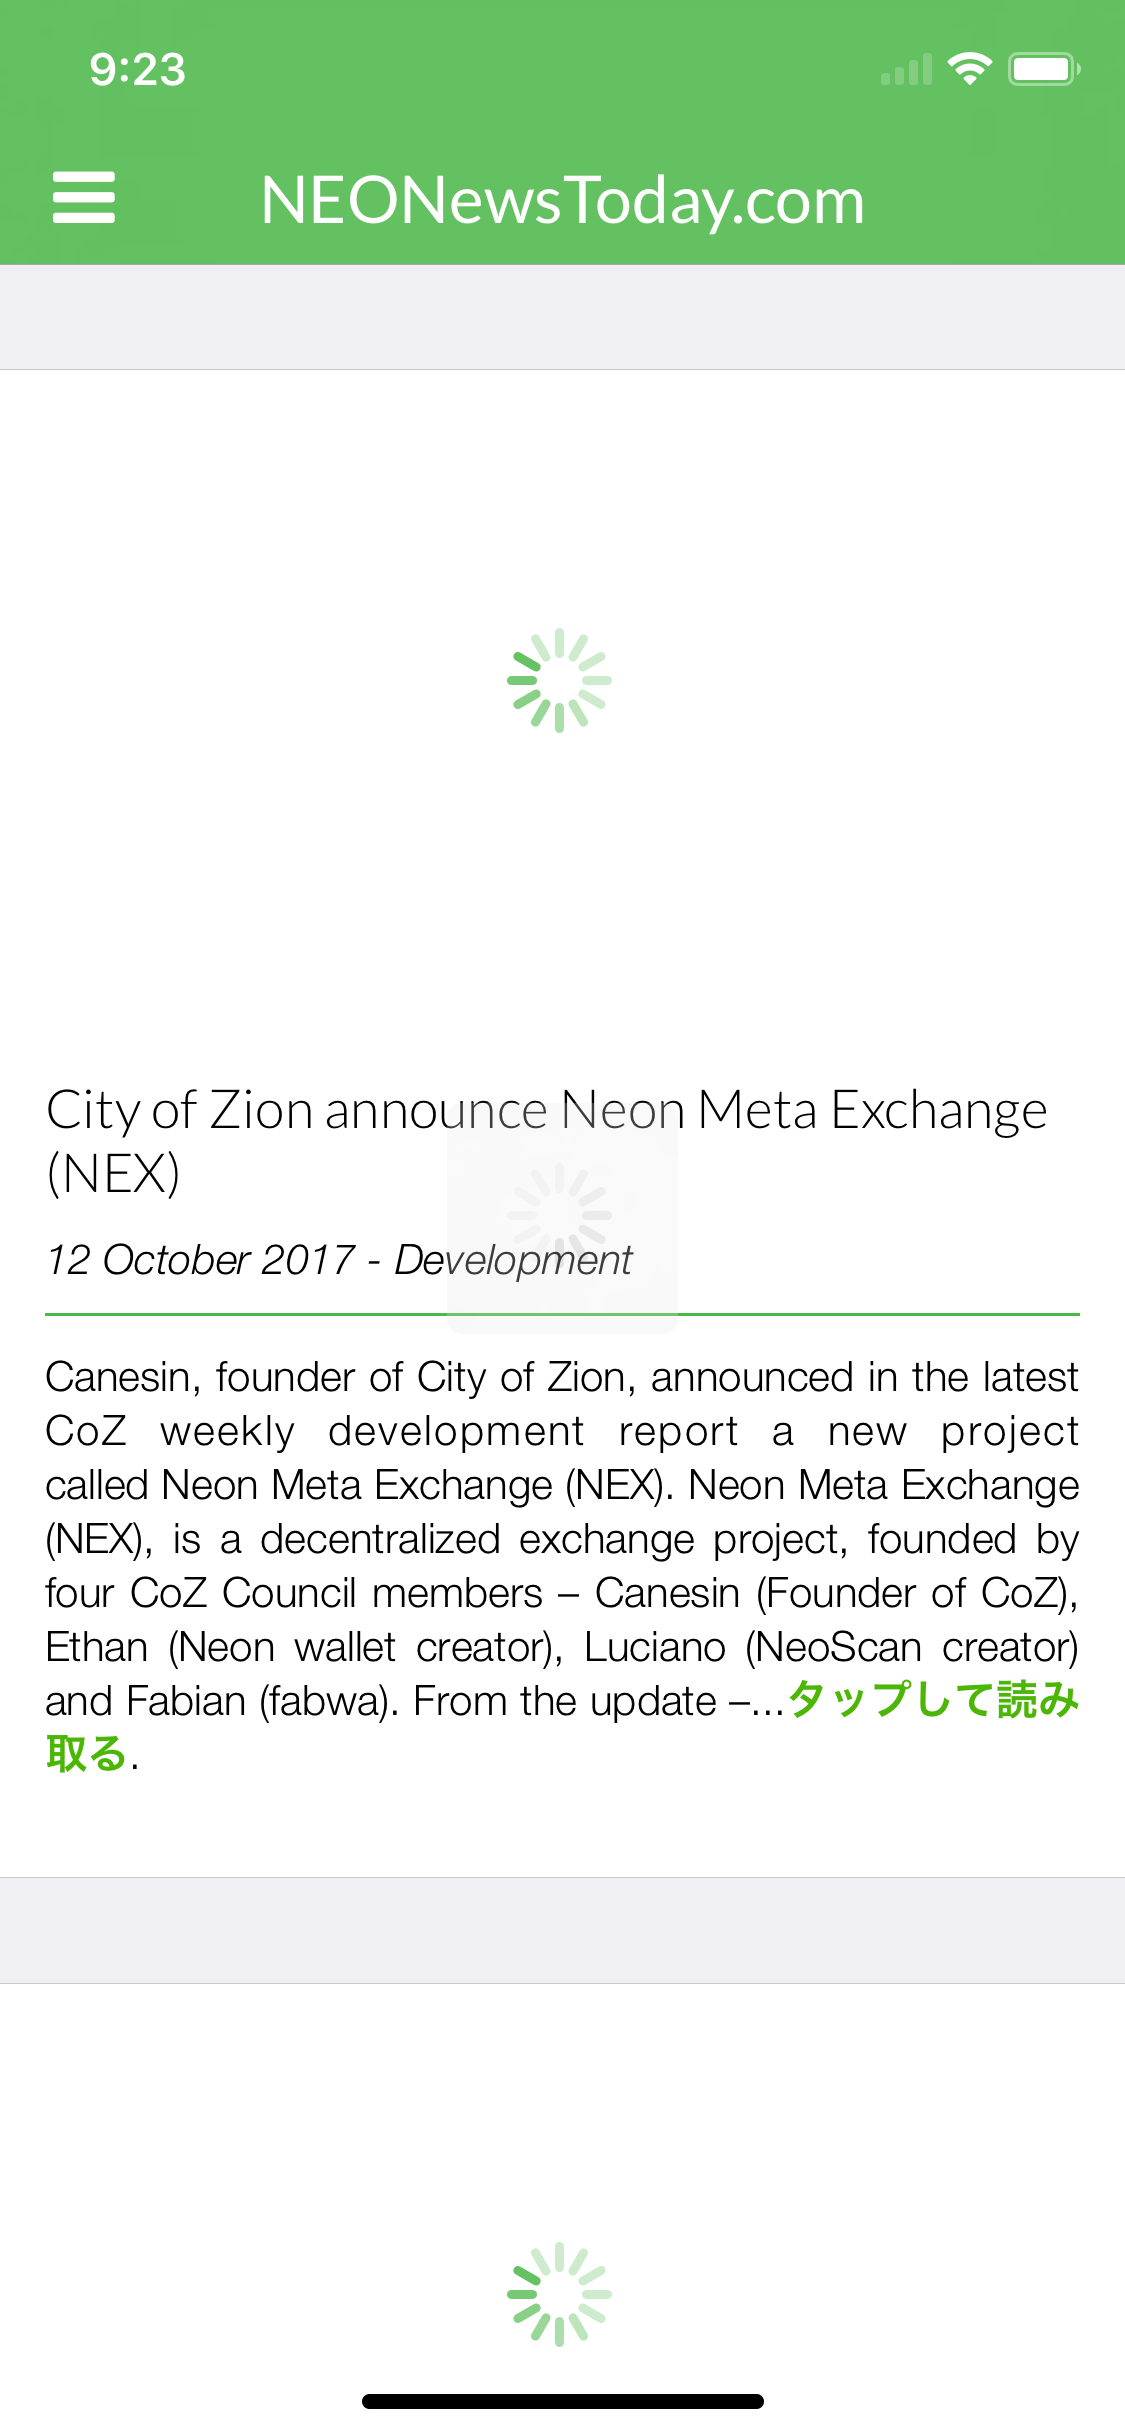 9:23
NEONewsToday.com
City of Zion announce Neon Meta Exchange
(NEX)
12 October 2017 - Development
Canesin, founder of City of Zion, announced in the latest
CoZ weekly development report a new project
called Neon Meta Exchange (NEX). Neon Meta Exchange
(NEX), is a decentralized exchange project, founded by
four CoZ Council members – Canesin (Founder of CoZ),
Ethan (Neon wallet creator), Luciano (NeoScan creator)
and Fabian (fabwa). From the update –...タップして読み
取る.